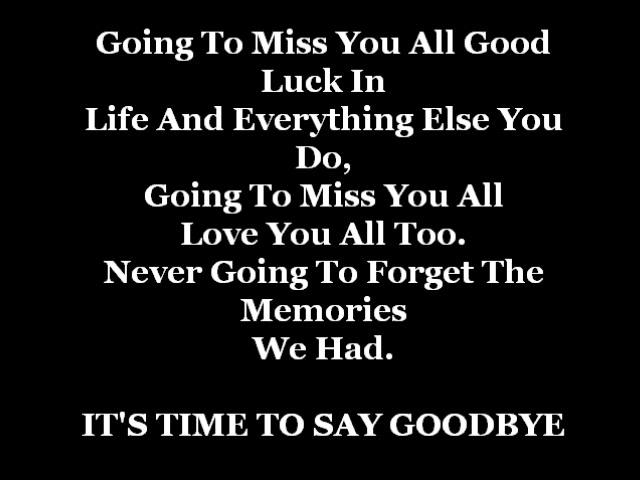 Going To Miss You All Good
Luck In
Life And Everything Else You
Do,
Going To Miss You All
Love You All Too.
Never Going To Forget The
Memories
We Had.
IT'S TIME TO SAY GOODBYE